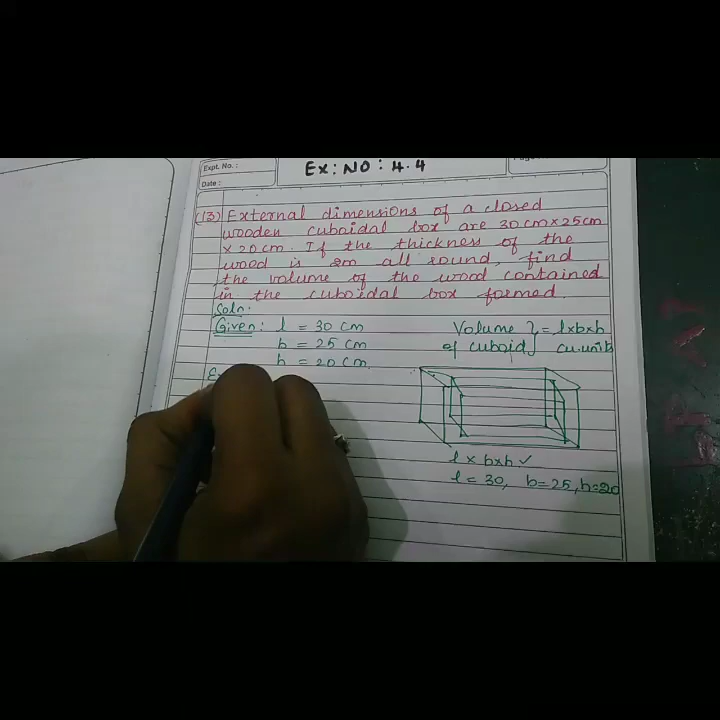 Expt. No. :
Date :
Ex: NO : 4.4
(13) External dimensions of a closed
wooden cuboidal box are 30cm×25cm
×20cm. If the thickness of the
wood is 2m all round, find
the volume of the wood contained
in the cuboidal box formed.
Soln:
Given: l = 30 cm
b = 25 cm
h = 20 cm.
Volume } = l×b×h
of cuboid } cu.units
l × b×h ✓
l = 30, b=25, h=20